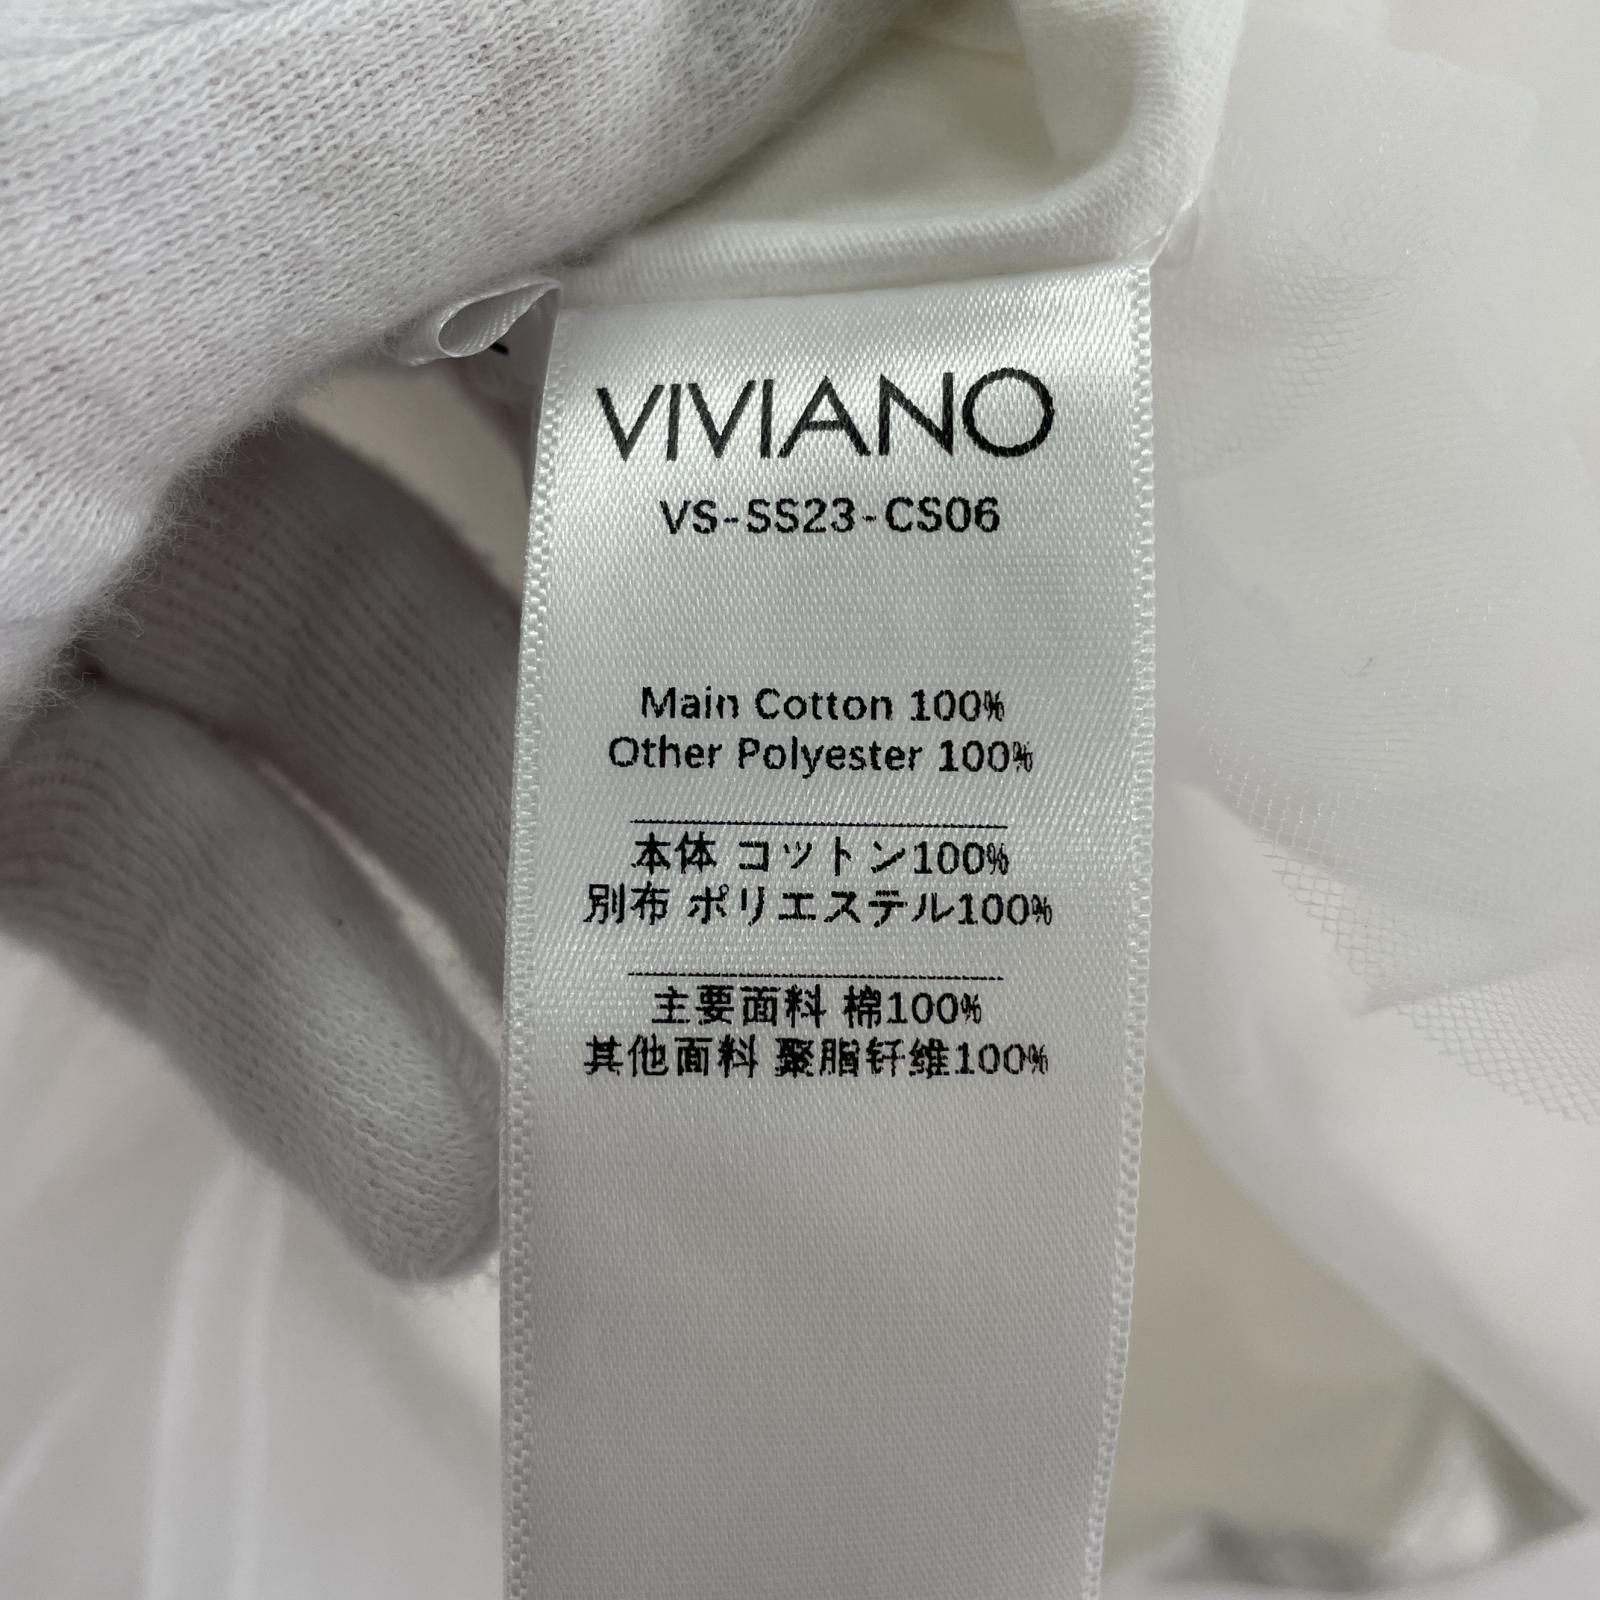 VIVIANO
VS-SS23-CS06
Main Cotton 100%
Other Polyester 100%
本体 コットン100%
別布 ポリエステル100%
主要面料 棉100%
其他面料 聚脂钎维100%